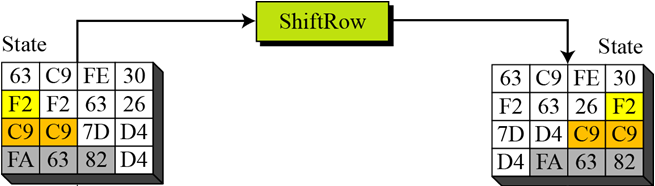 ShiftRow
State
63 C9 FE 30
F2 F2 63 26
C9 C9 7D D4
FA 63 82 D4
State
63 C9 FE 30
F2 63 26 F2
7D D4 C9 C9
D4 FA 63 82